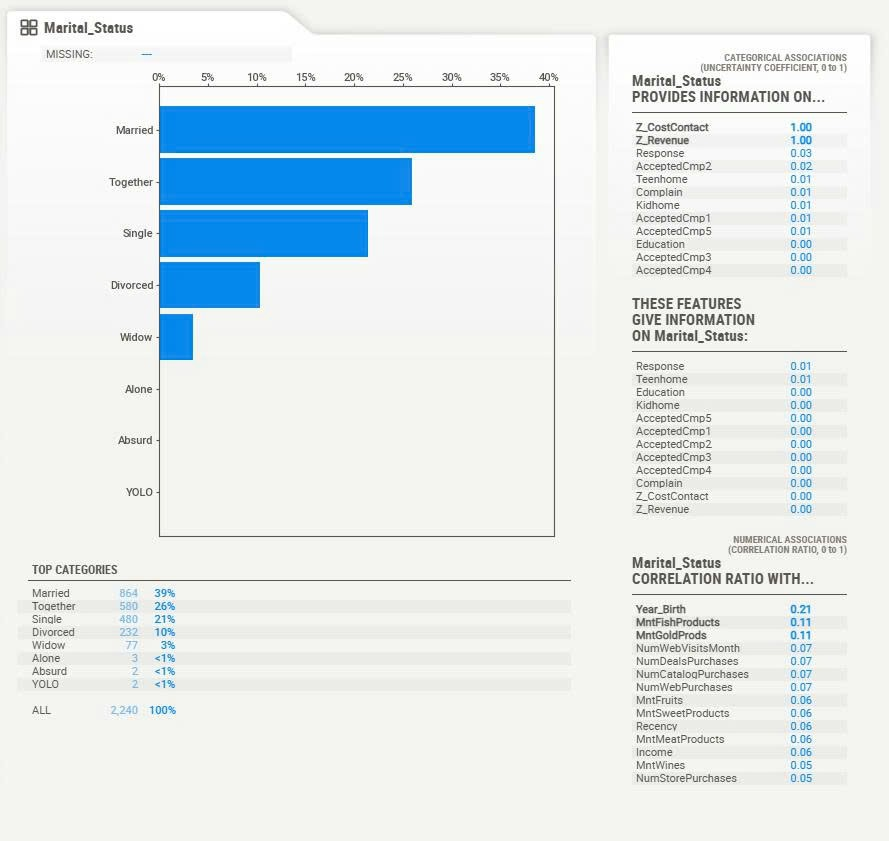 Marital_Status
MISSING: ---
0% 5% 10% 15% 20% 25% 30% 35% 40%
Married
Together
Single
Divorced
Widow
Alone
Absurd
YOLO
TOP CATEGORIES
Married 864 39%
Together 580 26%
Single 480 21%
Divorced 232 10%
Widow 77 3%
Alone 3 <1%
Absurd 2 <1%
YOLO 2 <1%
ALL 2,240 100%
CATEGORICAL ASSOCIATIONS
(UNCERTAINTY COEFFICIENT, 0 to 1)
Marital_Status
PROVIDES INFORMATION ON...
Z_CostContact 1.00
Z_Revenue 1.00
Response 0.03
AcceptedCmp2 0.02
Teenhome 0.01
Complain 0.01
Kidhome 0.01
AcceptedCmp1 0.01
AcceptedCmp5 0.01
Education 0.00
AcceptedCmp3 0.00
AcceptedCmp4 0.00
THESE FEATURES
GIVE INFORMATION
ON Marital_Status:
Response 0.01
Teenhome 0.01
Education 0.00
Kidhome 0.00
AcceptedCmp5 0.00
AcceptedCmp1 0.00
AcceptedCmp2 0.00
AcceptedCmp3 0.00
AcceptedCmp4 0.00
Complain 0.00
Z_CostContact 0.00
Z_Revenue 0.00
NUMERICAL ASSOCIATIONS
(CORRELATION RATIO, 0 to 1)
Marital_Status
CORRELATION RATIO WITH...
Year_Birth 0.21
MntFishProducts 0.11
MntGoldProds 0.11
NumWebVisitsMonth 0.07
NumDealsPurchases 0.07
NumCatalogPurchases 0.07
NumWebPurchases 0.07
MntFruits 0.06
MntSweetProducts 0.06
Recency 0.06
MntMeatProducts 0.06
Income 0.06
MntWines 0.05
NumStorePurchases 0.05